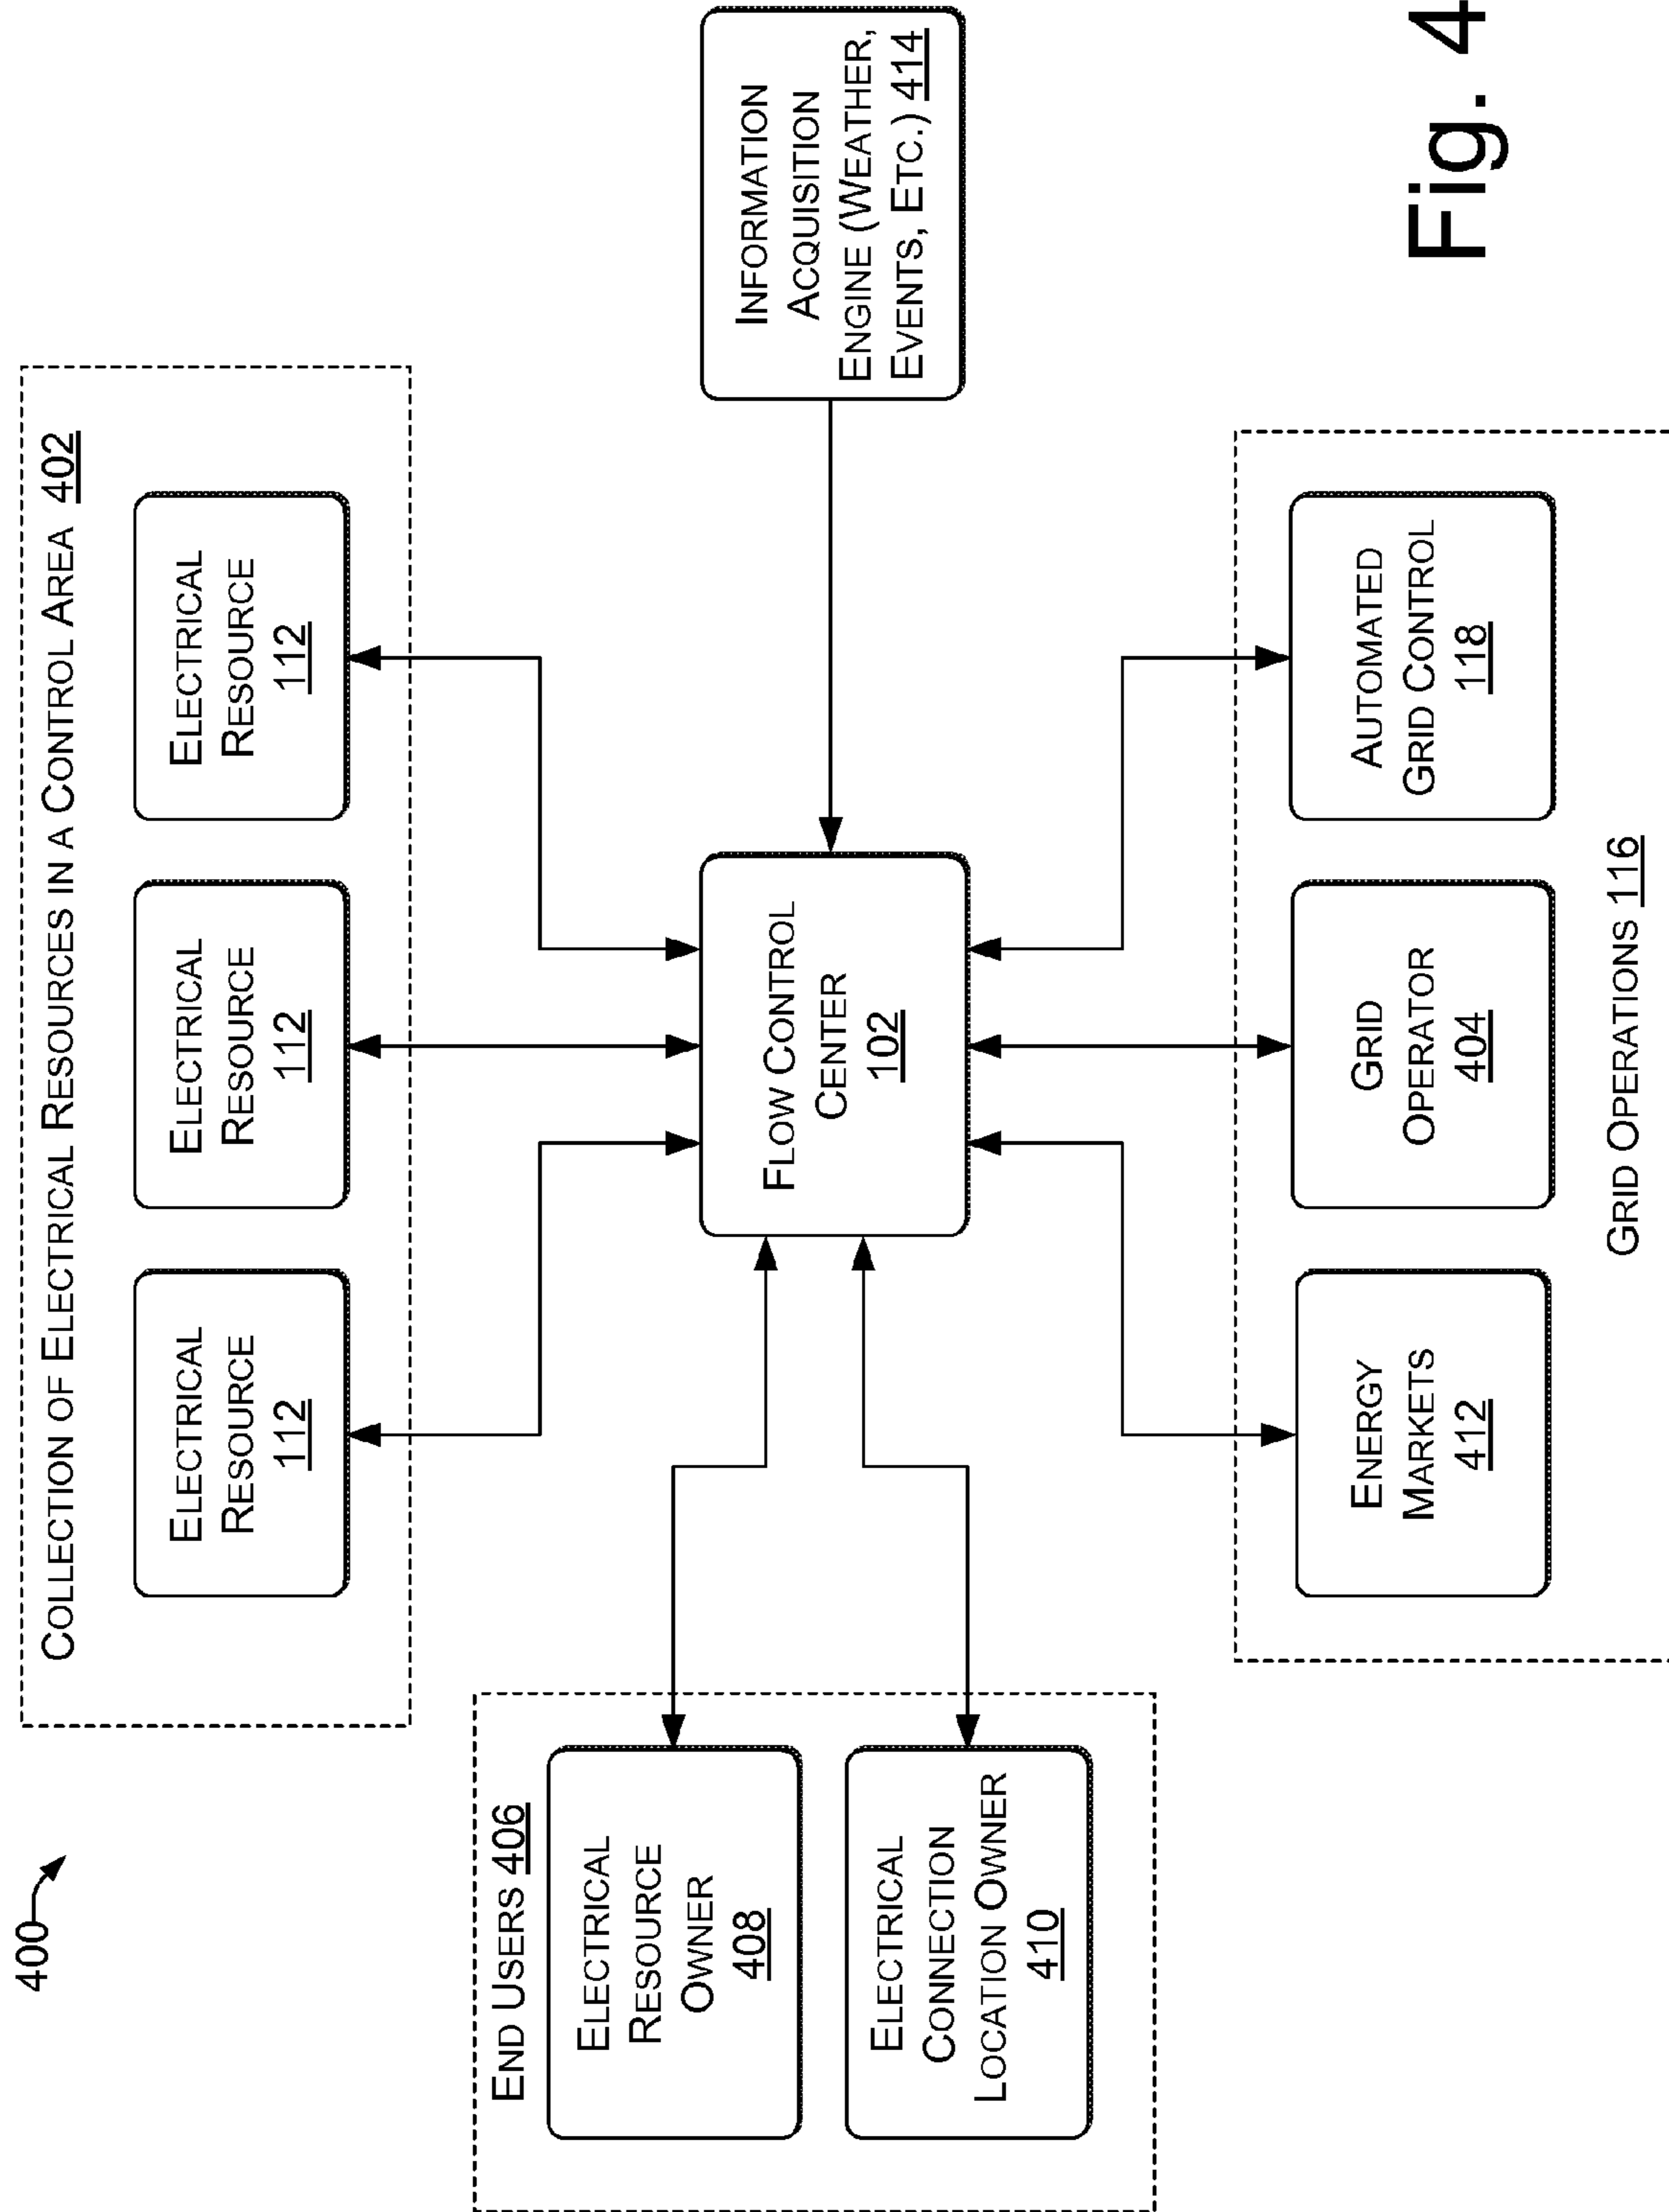 400
COLLECTION OF ELECTRICAL RESOURCES IN A CONTROL AREA 402
ELECTRICAL
RESOURCE
112
ELECTRICAL
RESOURCE
112
ELECTRICAL
RESOURCE
112
END USERS 406
ELECTRICAL
RESOURCE
OWNER
408
ELECTRICAL
CONNECTION
LOCATION OWNER
410
FLOW CONTROL
CENTER
102
INFORMATION
ACQUISITION
ENGINE (WEATHER,
EVENTS, ETC.) 414
ENERGY
MARKETS
412
GRID
OPERATOR
404
AUTOMATED
GRID CONTROL
118
GRID OPERATIONS 116
Fig. 4